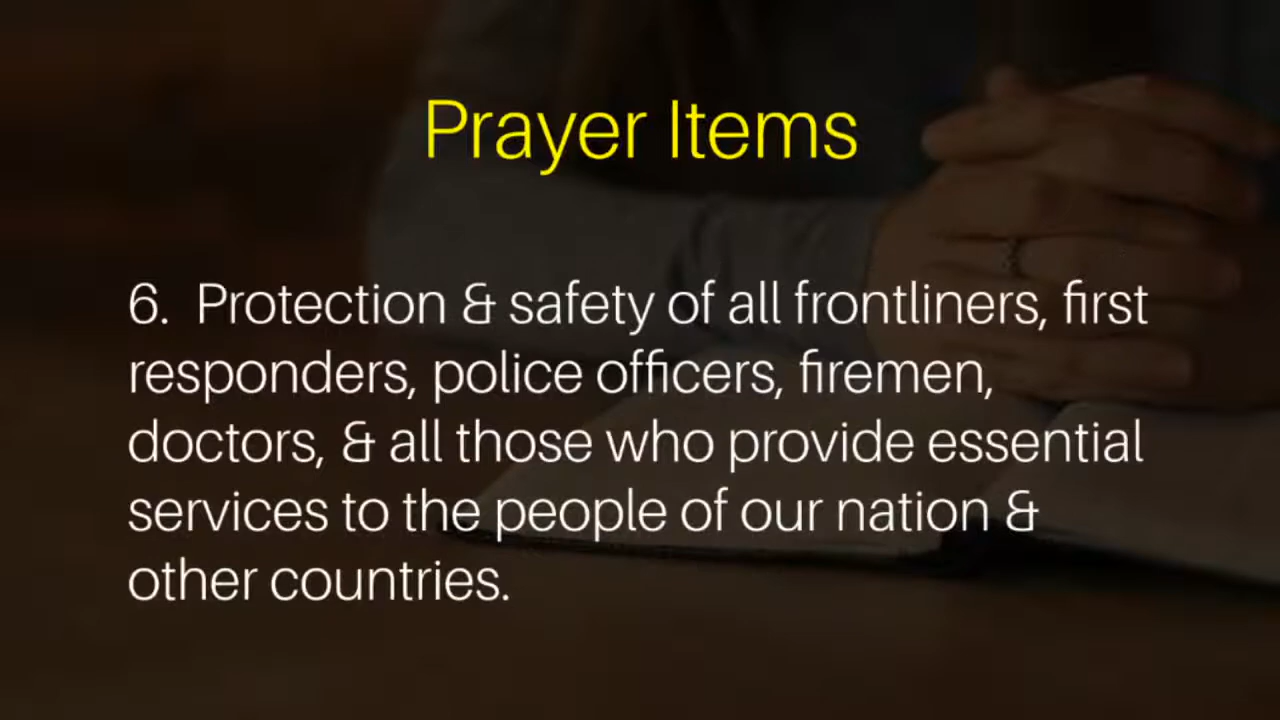 Prayer Items
6. Protection & safety of all frontliners, first
responders, police officers, firemen,
doctors, & all those who provide essential
services to the people of our nation &
other countries.